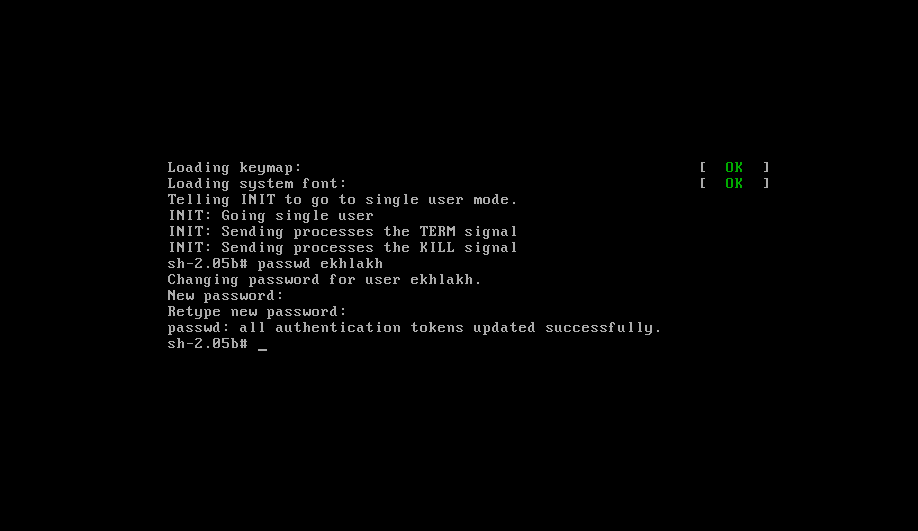 Loading keymap: [ OK ]
Loading system font: [ OK ]
Telling INIT to go to single user mode.
INIT: Going single user
INIT: Sending processes the TERM signal
INIT: Sending processes the KILL signal
sh-2.05b# passwd ekhlakh
Changing password for user ekhlakh.
New password:
Retype new password:
passwd: all authentication tokens updated successfully.
sh-2.05b# _